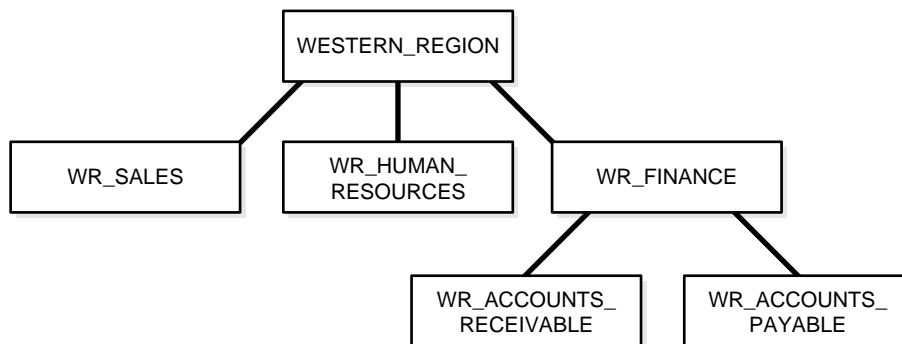 WESTERN_REGION
WR_SALES
WR_HUMAN_
RESOURCES
WR_FINANCE
WR_ACCOUNTS_
RECEIVABLE
WR_ACCOUNTS_
PAYABLE